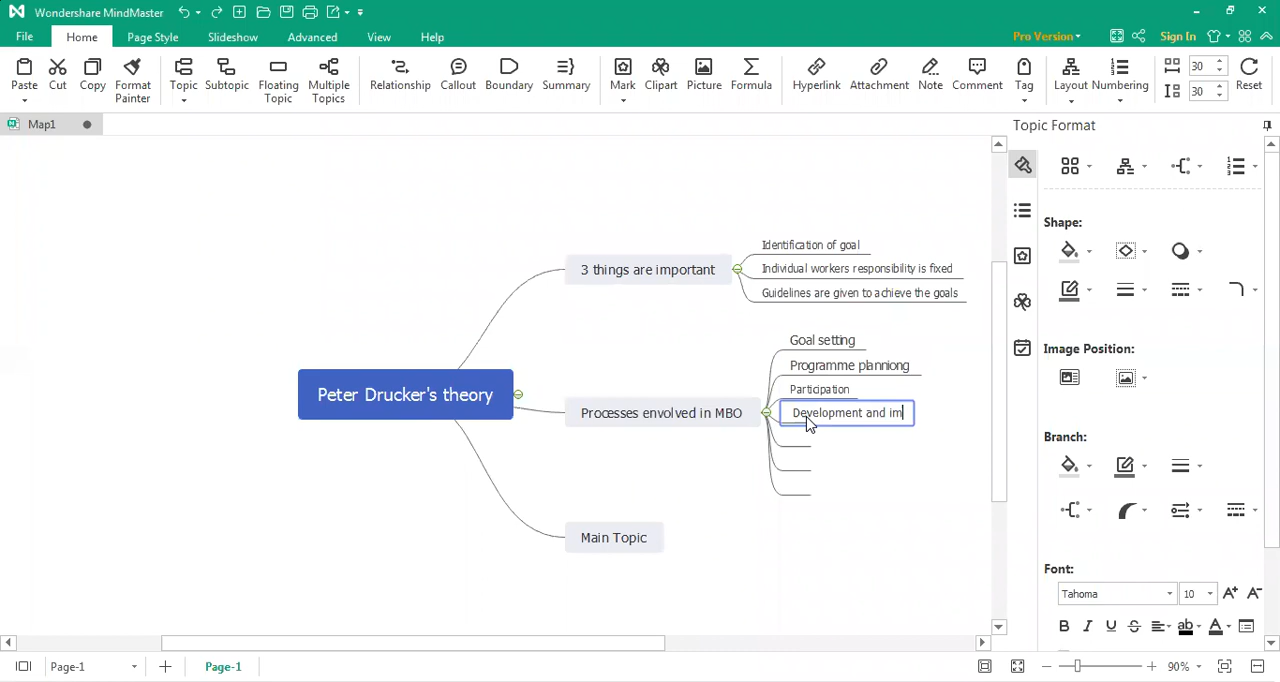 Wondershare MindMaster
File
Home
Page Style
Slideshow
Advanced
View
Help
Pro Version
Sign In
Paste
Cut
Copy
Format
Painter
Topic
Subtopic
Floating
Topic
Multiple
Topics
Relationship
Callout
Boundary
Summary
Mark
Clipart
Picture
Formula
Hyperlink
Attachment
Note
Comment
Tag
Layout
Numbering
30
30
Reset
Map1
Topic Format
Shape:
Image Position:
Branch:
Font:
Tahoma
10
Peter Drucker's theory
3 things are important
Identification of goal
Individual workers responsibility is fixed
Guidelines are given to achieve the goals
Processes envolved in MBO
Goal setting
Programme planniong
Participation
Development and im
Main Topic
Page-1
Page-1
90%